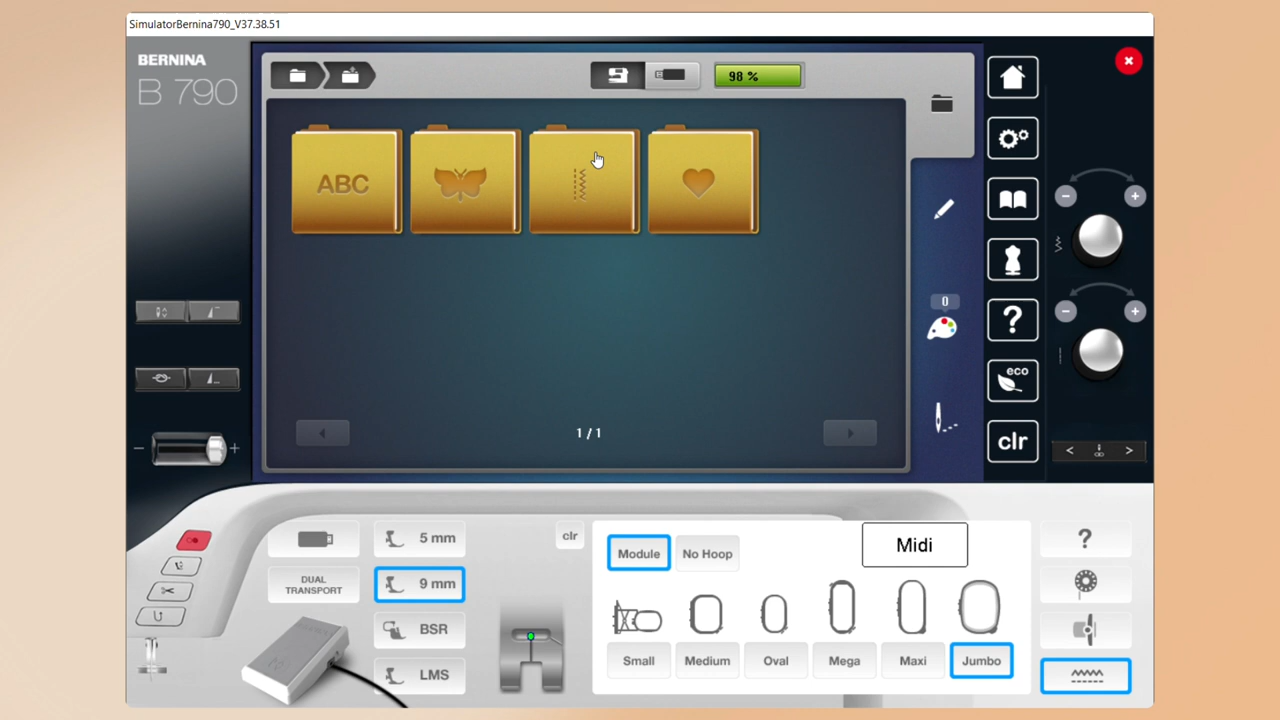 SimulatorBernina790_V37.38.51
BERNINA
B 790
98 %
ABC
0
eco
1 / 1
clr
5 mm
clr
Module
No Hoop
Midi
DUAL
TRANSPORT
9 mm
BSR
LMS
Small
Medium
Oval
Mega
Maxi
Jumbo
?
?